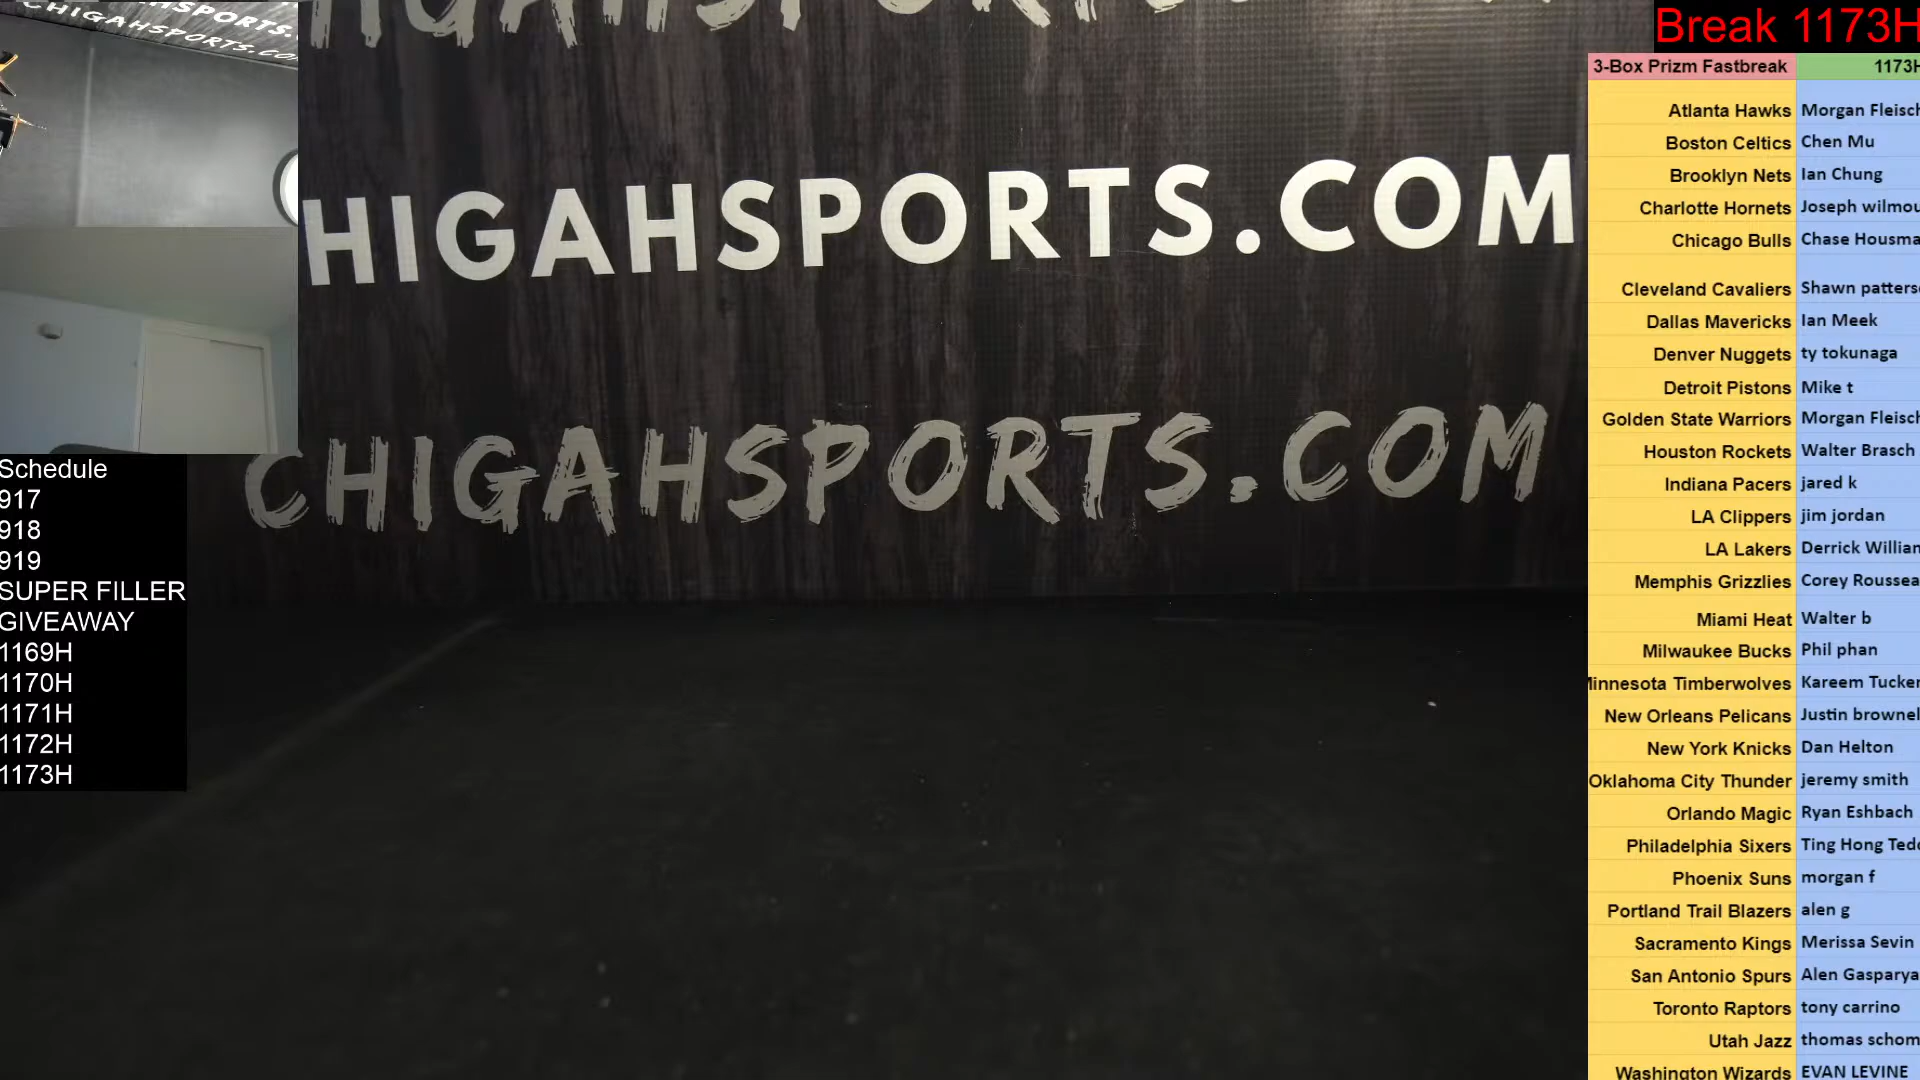 HIGAHSPORTS.COM
CHIGAHSPORTS.COM
Schedule
917
918
919
SUPER FILLER
GIVEAWAY
1169H
1170H
1171H
1172H
1173H
Break 1173H
3-Box Prizm Fastbreak 1173H
Atlanta Hawks Morgan Fleisch
Boston Celtics Chen Mu
Brooklyn Nets Ian Chung
Charlotte Hornets Joseph wilmou
Chicago Bulls Chase Housma
Cleveland Cavaliers Shawn patterso
Dallas Mavericks Ian Meek
Denver Nuggets ty tokunaga
Detroit Pistons Mike t
Golden State Warriors Morgan Fleisch
Houston Rockets Walter Brasch
Indiana Pacers jared k
LA Clippers jim jordan
LA Lakers Derrick William
Memphis Grizzlies Corey Roussea
Miami Heat Walter b
Milwaukee Bucks Phil phan
Minnesota Timberwolves Kareem Tucker
New Orleans Pelicans Justin brownel
New York Knicks Dan Helton
Oklahoma City Thunder jeremy smith
Orlando Magic Ryan Eshbach
Philadelphia Sixers Ting Hong Tedd
Phoenix Suns morgan f
Portland Trail Blazers alen g
Sacramento Kings Merissa Sevin
San Antonio Spurs Alen Gasparya
Toronto Raptors tony carrino
Utah Jazz thomas schom
Washington Wizards EVAN LEVINE